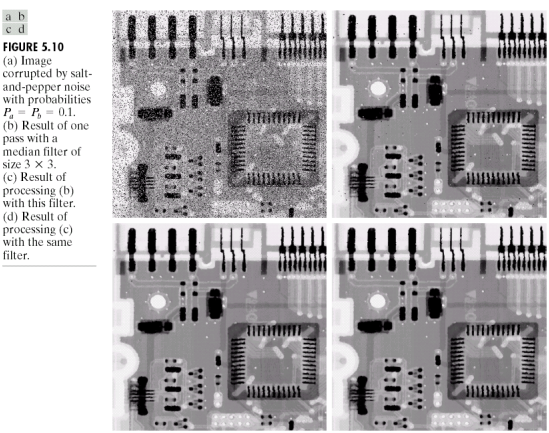 a b
c d
FIGURE 5.10
(a) Image
corrupted by salt-
and-pepper noise
with probabilities
Pₐ = P_b = 0.1.
(b) Result of one
pass with a
median filter of
size 3 × 3.
(c) Result of
processing (b)
with this filter.
(d) Result of
processing (c)
with the same
filter.